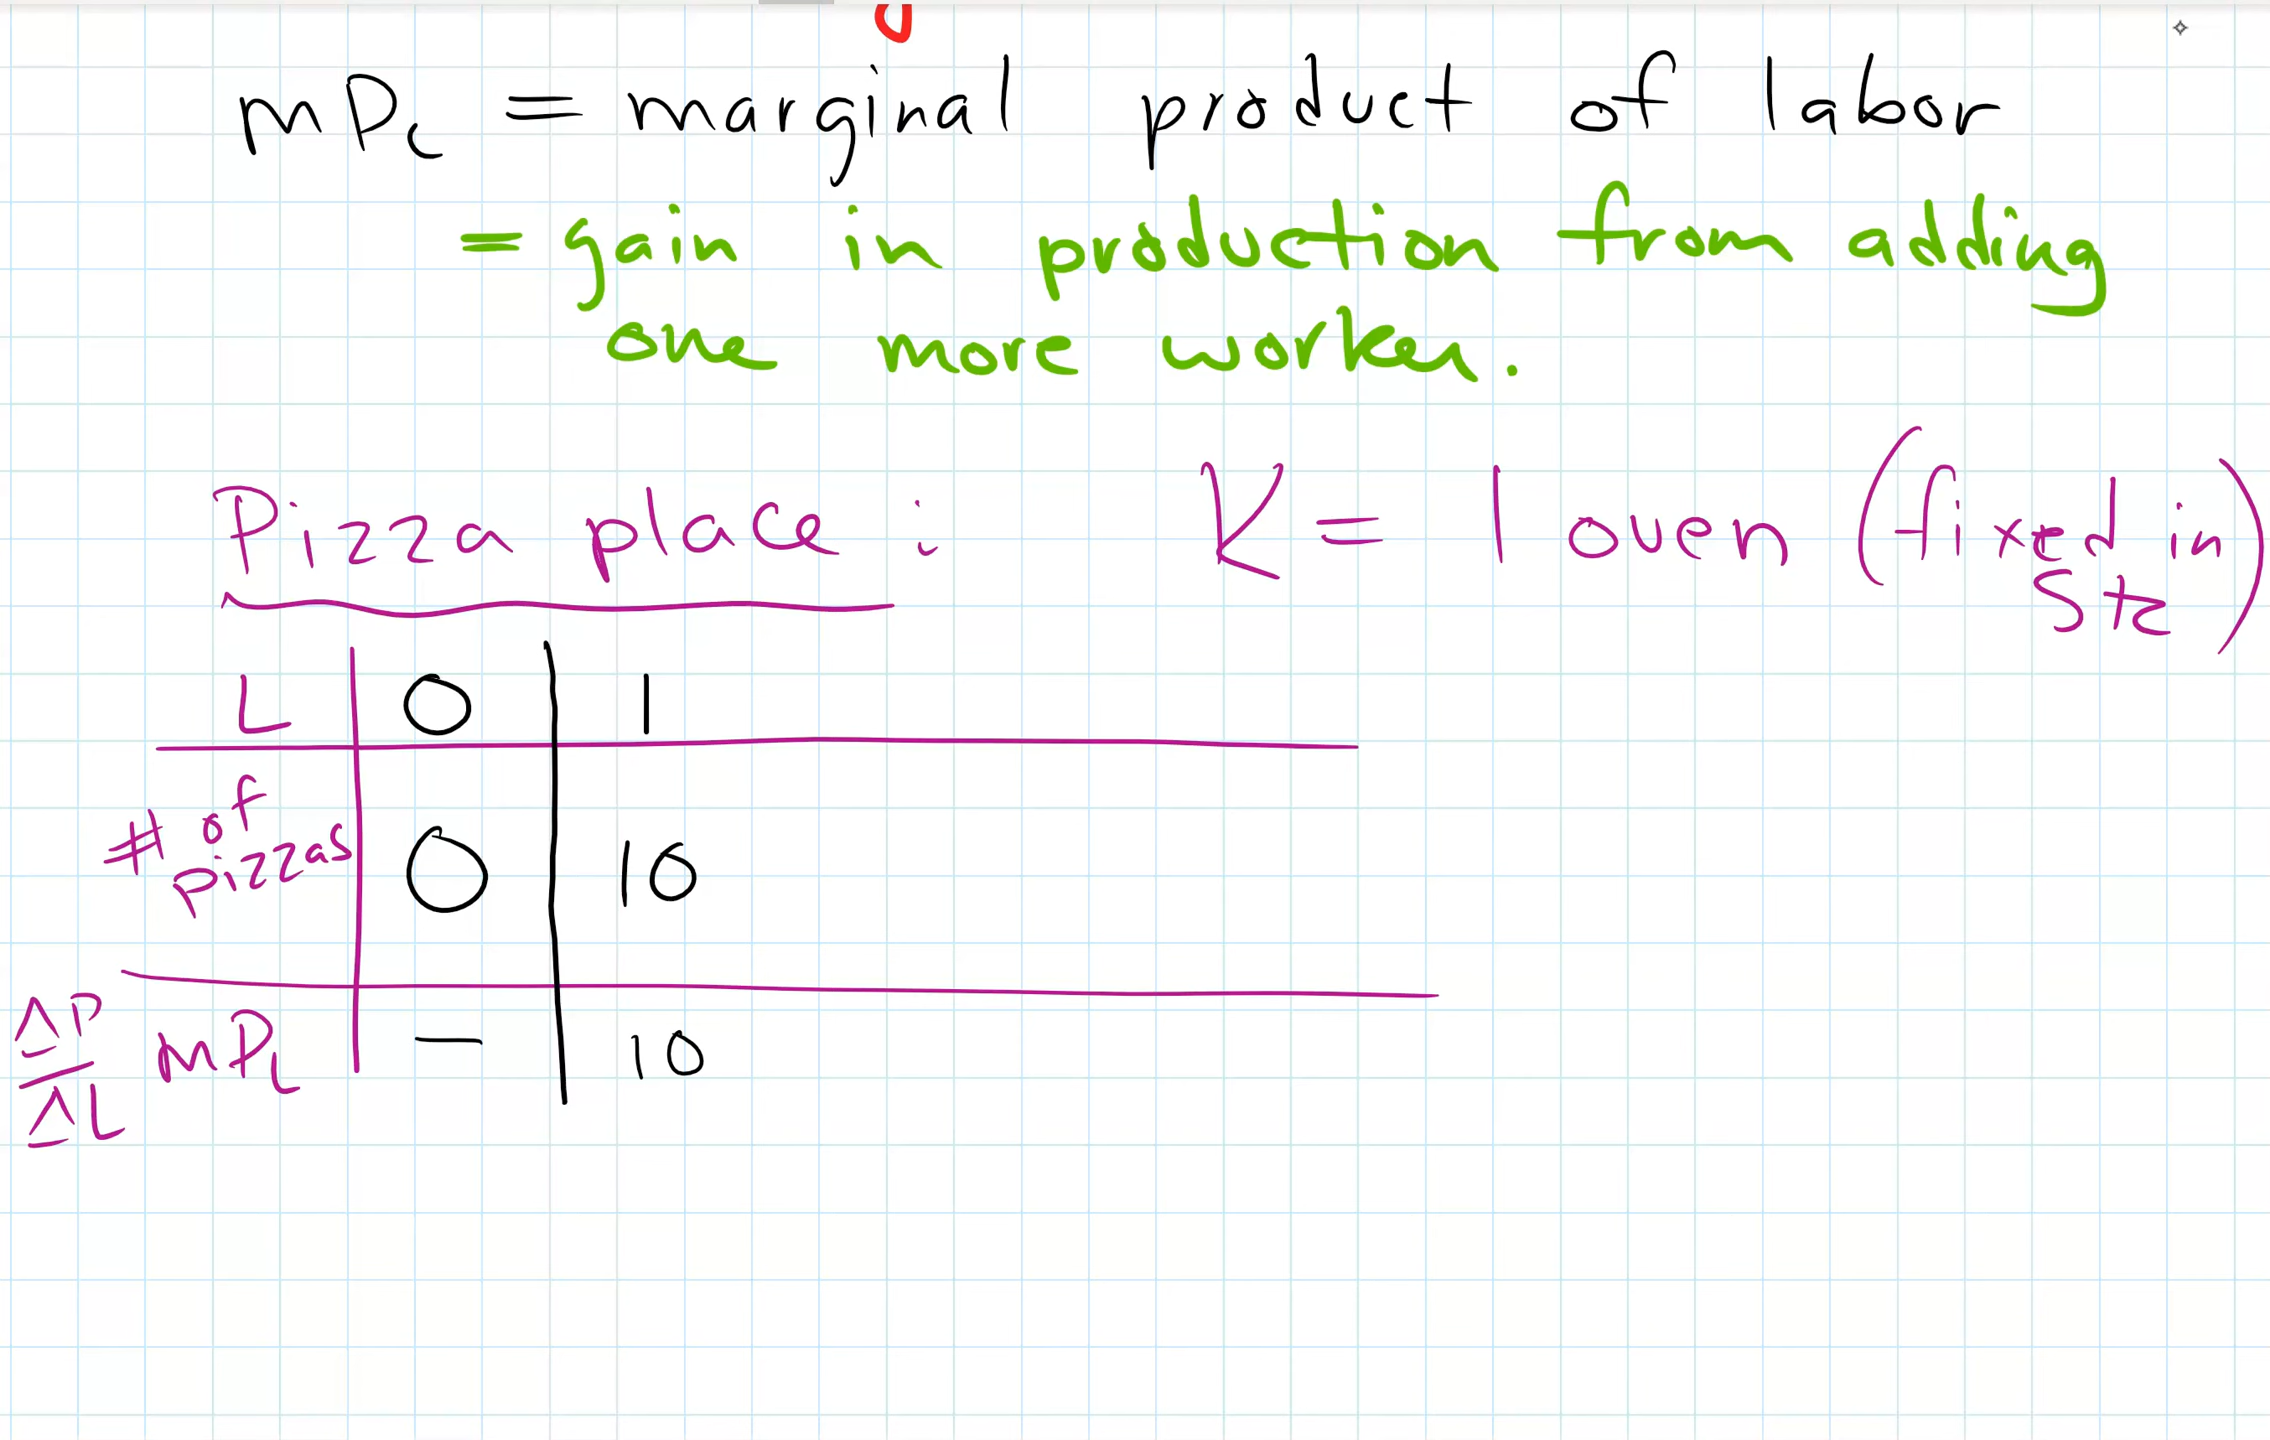 mPL = marginal product of labor
= gain in production from adding
one more worker.
Pizza place : K = 1 oven (fixed in
StR)
L 0 1
# of
pizzas 0 10
ΔP
ΔL mPL — 10